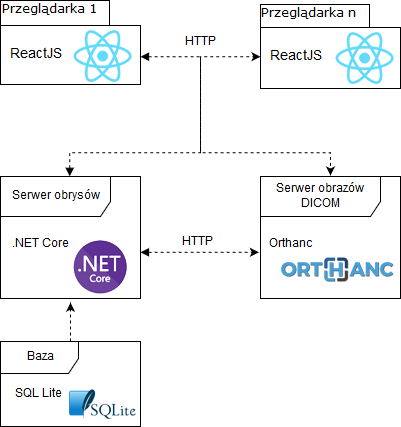 Przeglądarka 1
ReactJS
Przeglądarka n
ReactJS
HTTP
Serwer obrysów
.NET Core
.NET
Core
HTTP
Serwer obrazów
DICOM
Orthanc
ORTHANC
Baza
SQL Lite
SQLite